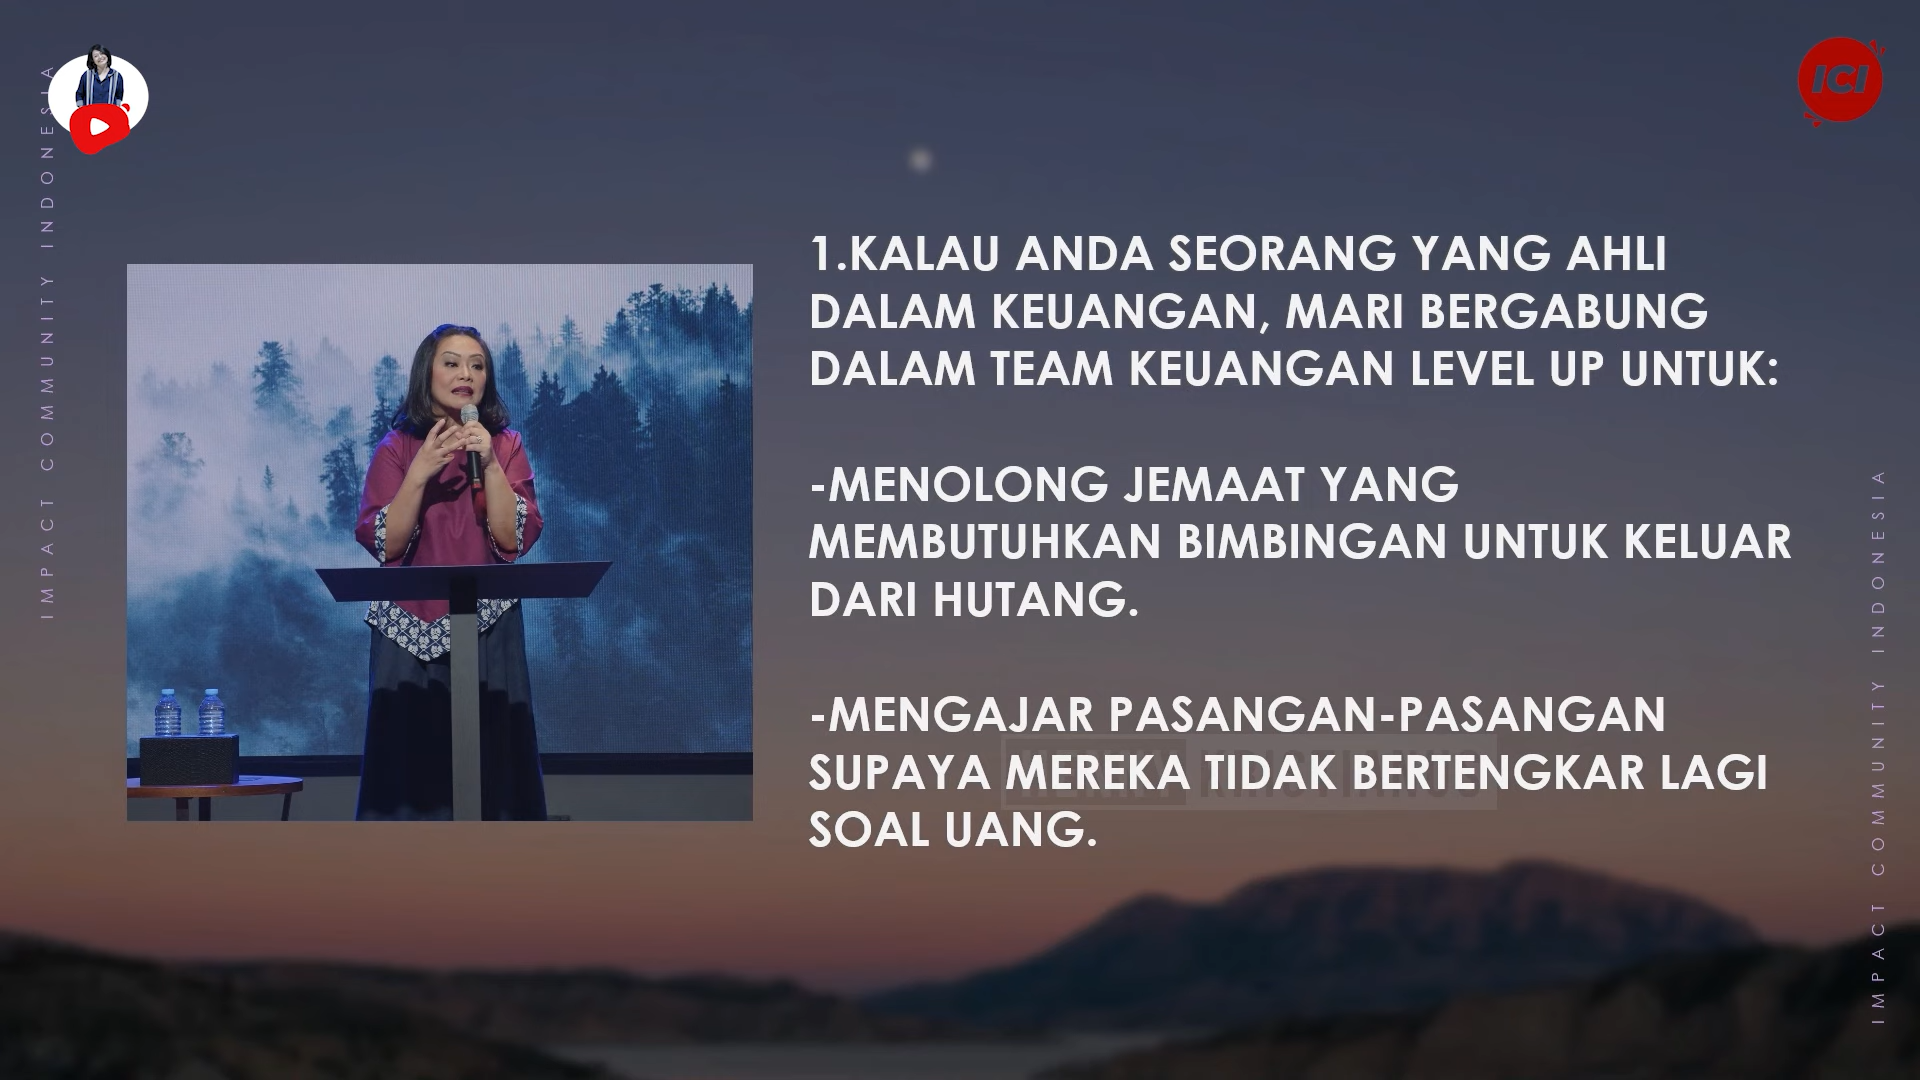 IMPACT COMMUNITY INDONESIA
ICI
1.KALAU ANDA SEORANG YANG AHLI
DALAM KEUANGAN, MARI BERGABUNG
DALAM TEAM KEUANGAN LEVEL UP UNTUK:
-MENOLONG JEMAAT YANG
MEMBUTUHKAN BIMBINGAN UNTUK KELUAR
DARI HUTANG.
-MENGAJAR PASANGAN-PASANGAN
SUPAYA MEREKA TIDAK BERTENGKAR LAGI
SOAL UANG.
IMPACT COMMUNITY INDONESIA